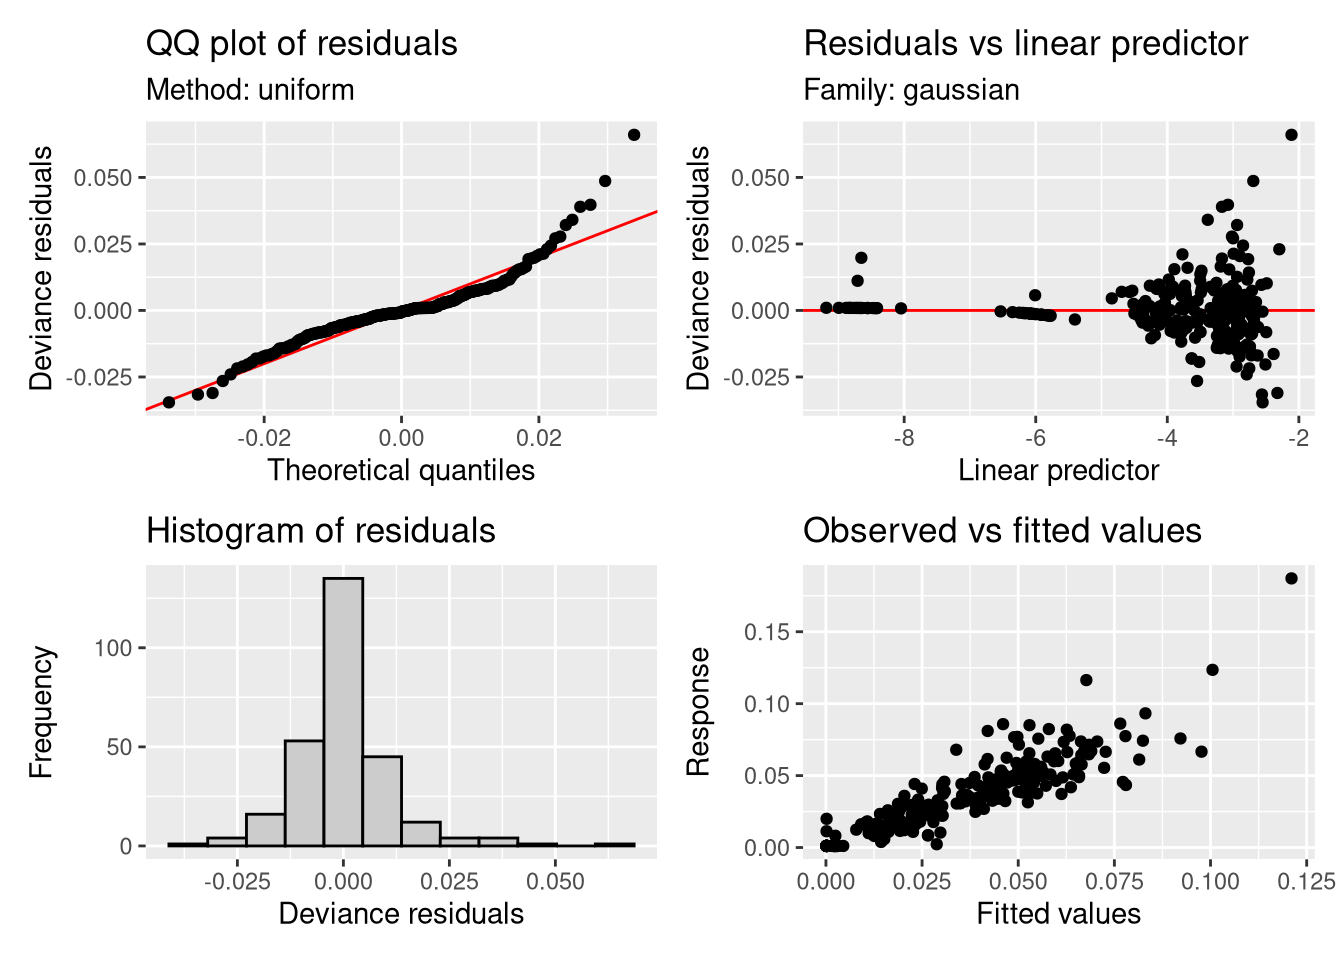 QQ plot of residuals
Method: uniform
Deviance residuals
0.050
0.025
0.000
-0.025
-0.02
0.00
0.02
Theoretical quantiles
Residuals vs linear predictor
Family: gaussian
Deviance residuals
0.050
0.025
0.000
-0.025
-8
-6
-4
-2
Linear predictor
Histogram of residuals
Frequency
100
50
0
-0.025
0.000
0.025
0.050
Deviance residuals
Observed vs fitted values
Response
0.15
0.10
0.05
0.00
0.000
0.025
0.050
0.075
0.100
0.125
Fitted values